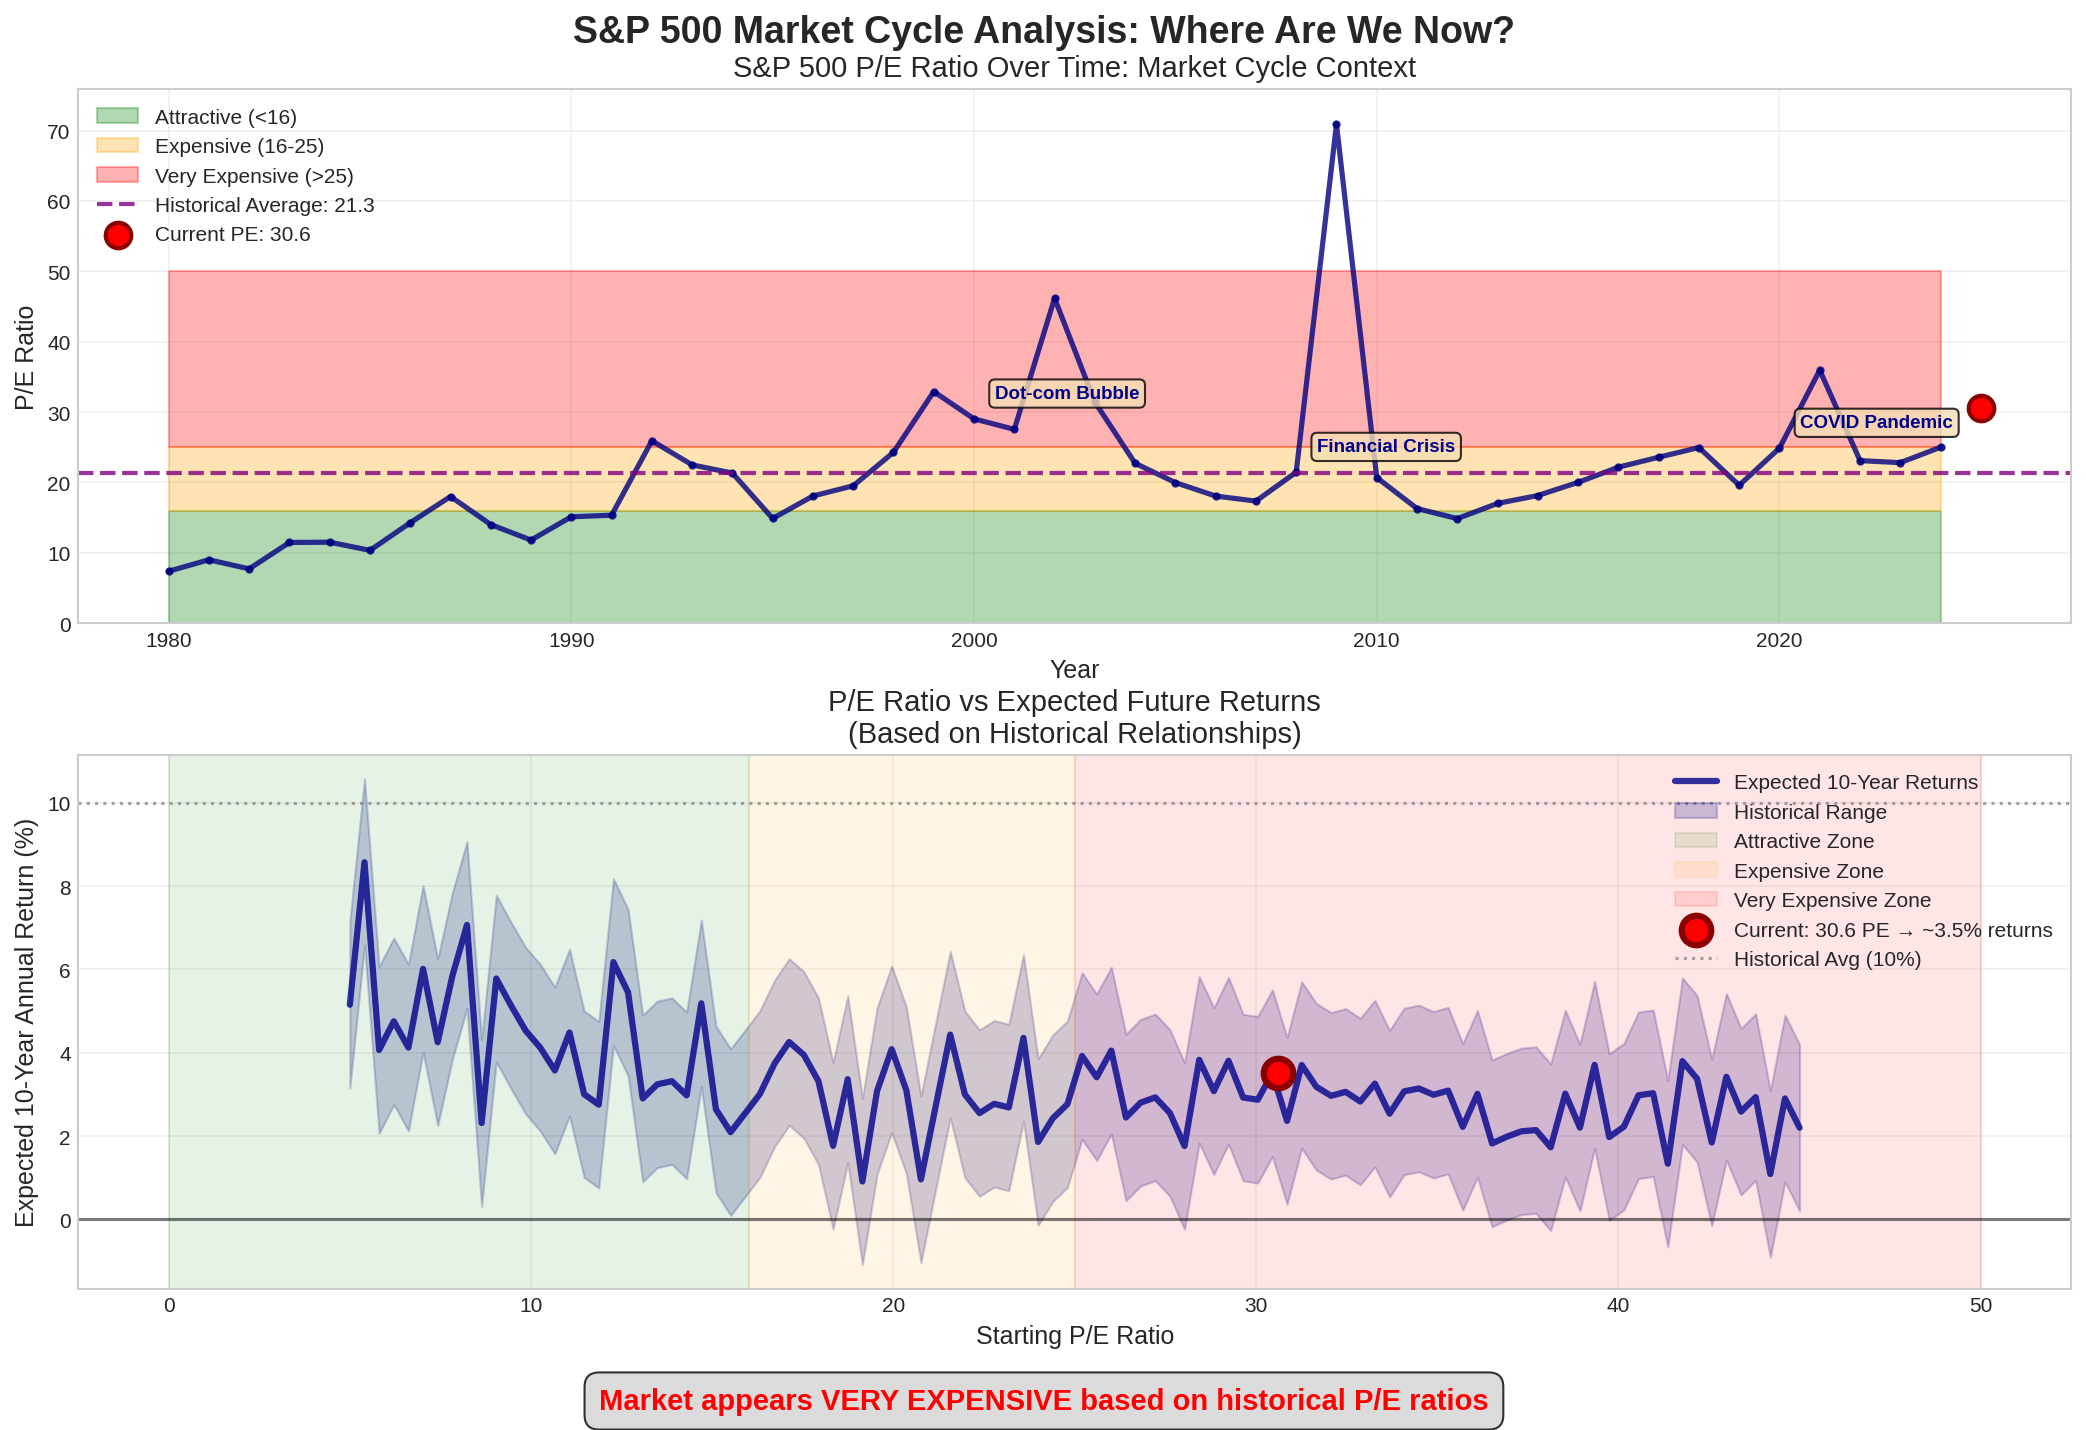 S&P 500 Market Cycle Analysis: Where Are We Now?
S&P 500 P/E Ratio Over Time: Market Cycle Context
Attractive (<16)
Expensive (16-25)
Very Expensive (>25)
Historical Average: 21.3
Current PE: 30.6
P/E Ratio
70
60
50
40
30
20
10
0
Dot-com Bubble
Financial Crisis
COVID Pandemic
1980
1990
2000
2010
2020
Year
P/E Ratio vs Expected Future Returns
(Based on Historical Relationships)
Expected 10-Year Annual Return (%)
10
8
6
4
2
0
Expected 10-Year Returns
Historical Range
Attractive Zone
Expensive Zone
Very Expensive Zone
Current: 30.6 PE → ~3.5% returns
Historical Avg (10%)
0
10
20
30
40
50
Starting P/E Ratio
Market appears VERY EXPENSIVE based on historical P/E ratios